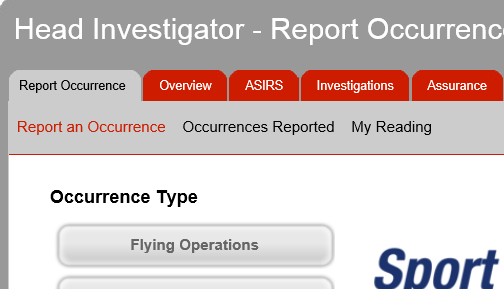 Head Investigator - Report Occurrenc
Report Occurrence Overview ASIRS Investigations Assurance
Report an Occurrence Occurrences Reported My Reading
Occurrence Type
Flying Operations
Sport